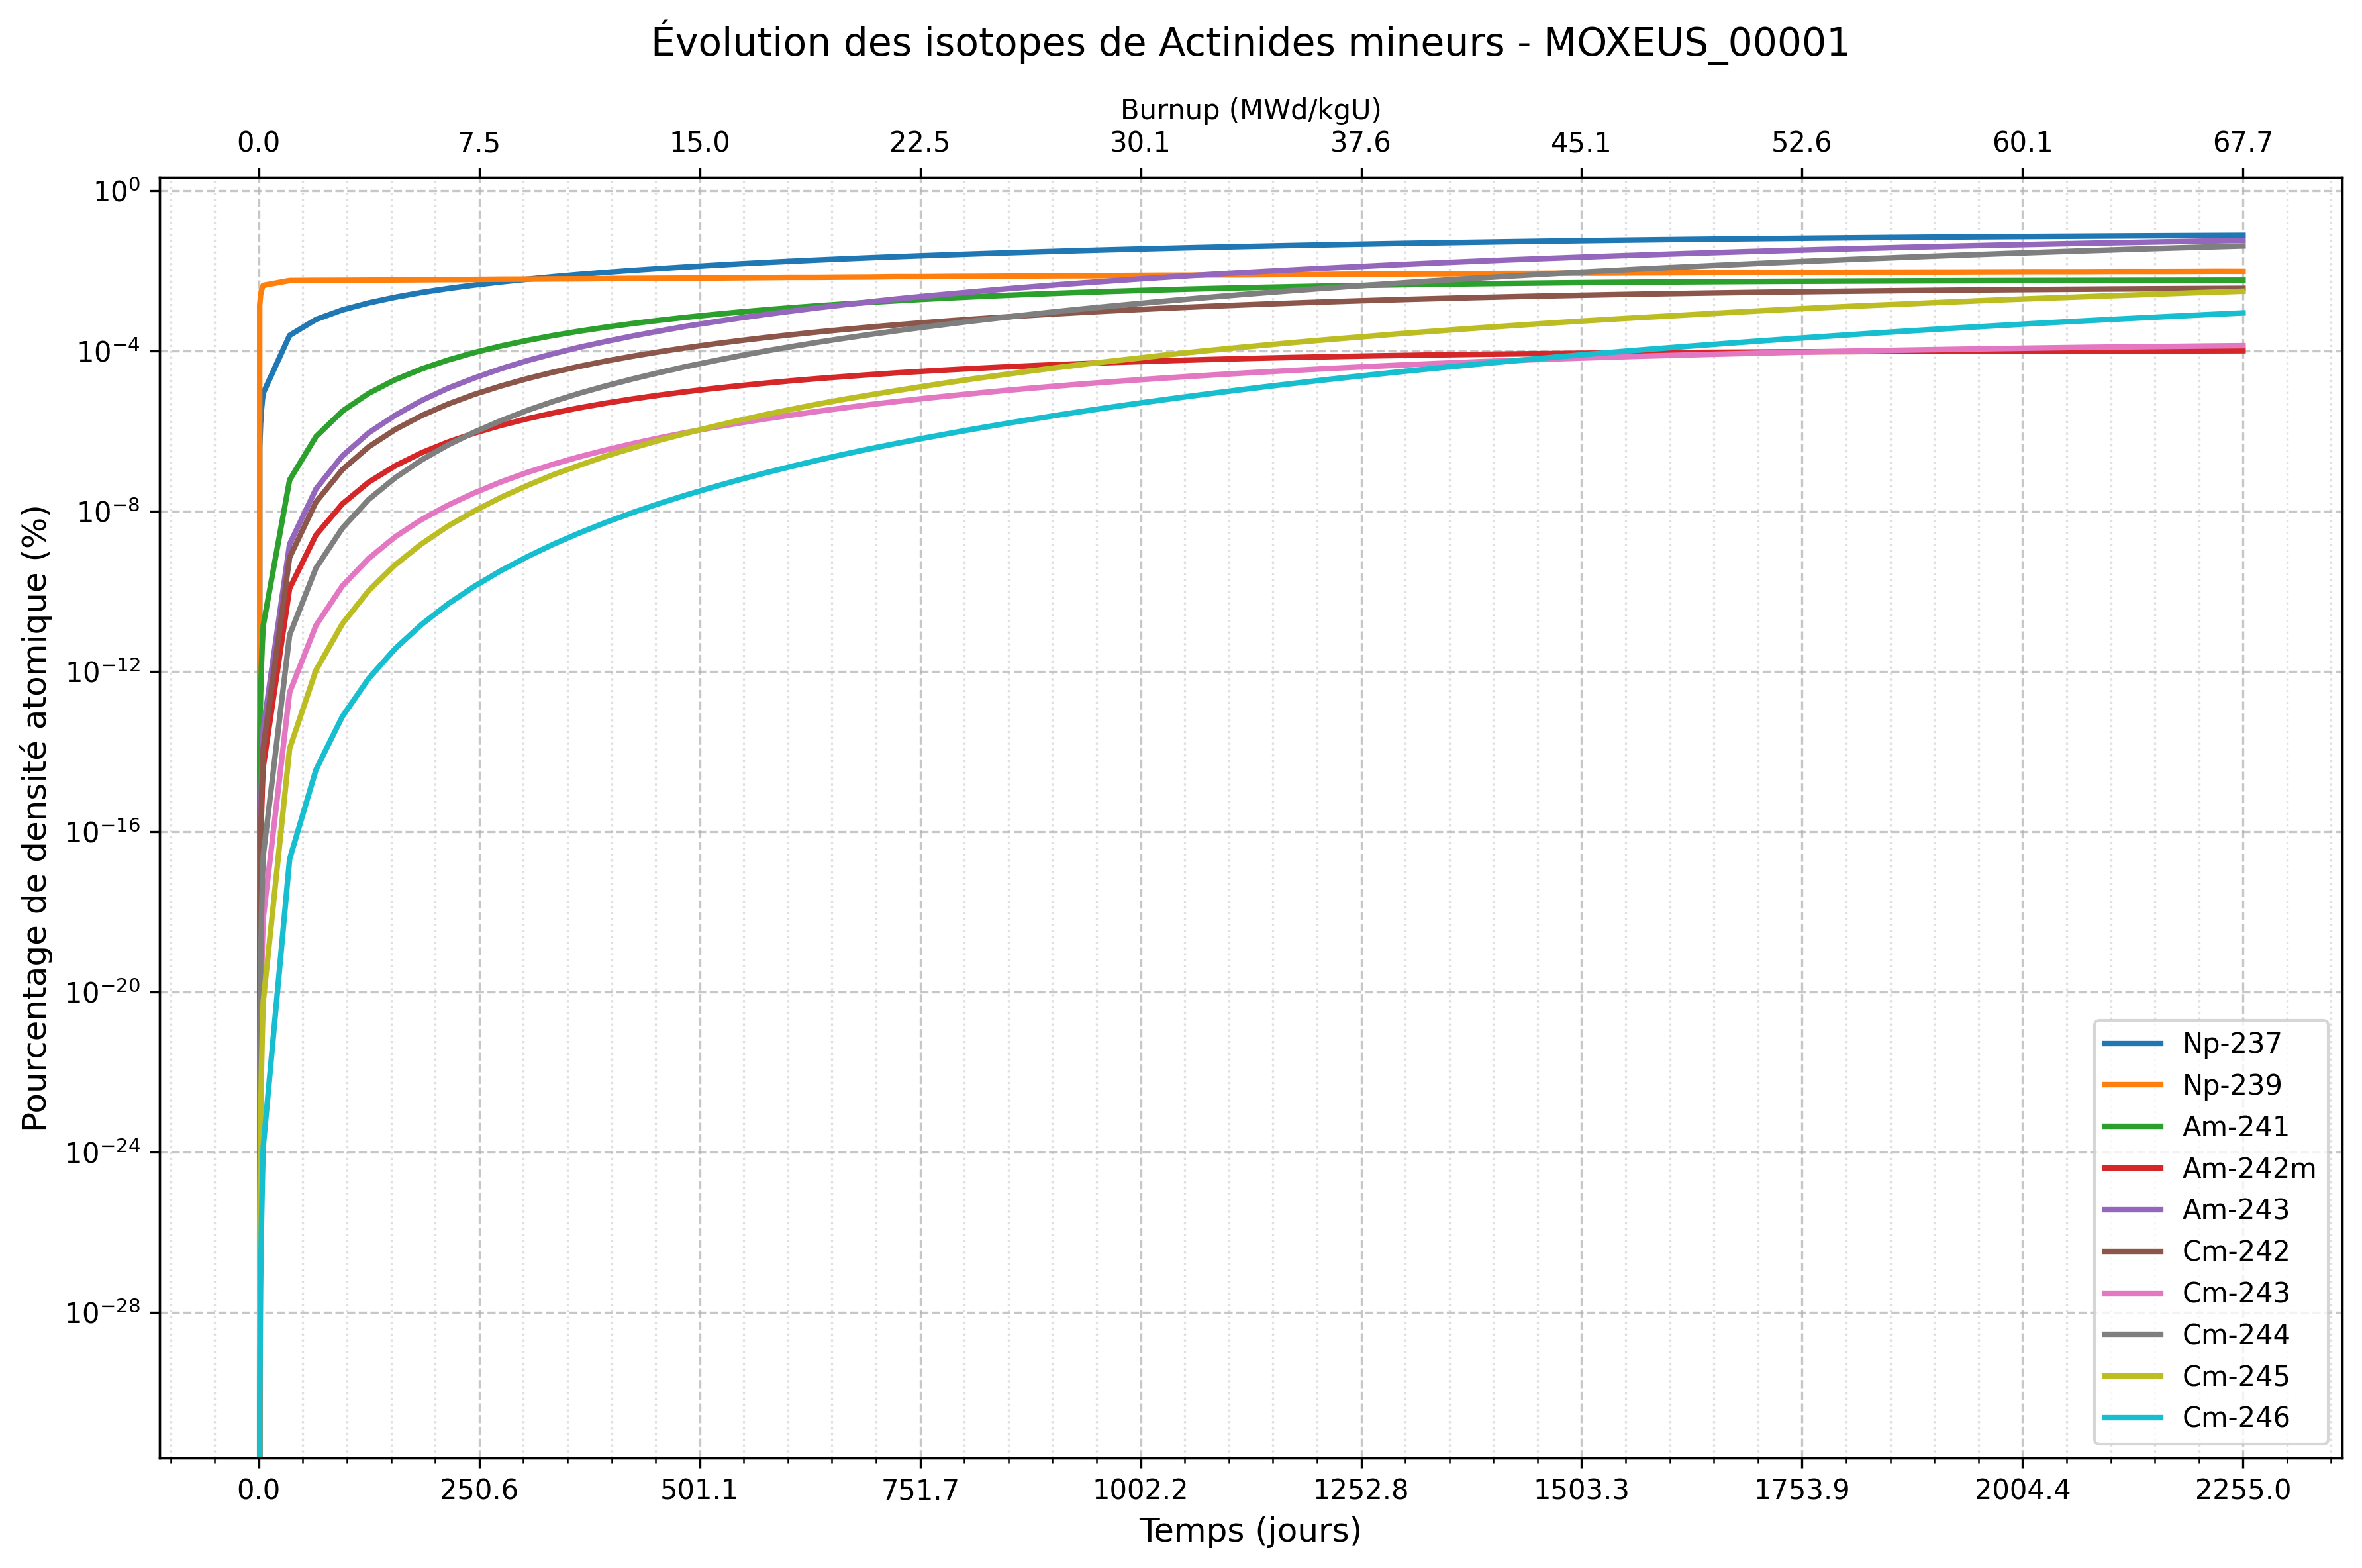 Évolution des isotopes de Actinides mineurs - MOXEUS_00001
Burnup (MWd/kgU)
0.0 7.5 15.0 22.5 30.1 37.6 45.1 52.6 60.1 67.7
10⁰
10⁻⁴
10⁻⁸
10⁻¹²
10⁻¹⁶
10⁻²⁰
10⁻²⁴
10⁻²⁸
Pourcentage de densité atomique (%)
Np-237
Np-239
Am-241
Am-242m
Am-243
Cm-242
Cm-243
Cm-244
Cm-245
Cm-246
0.0 250.6 501.1 751.7 1002.2 1252.8 1503.3 1753.9 2004.4 2255.0
Temps (jours)